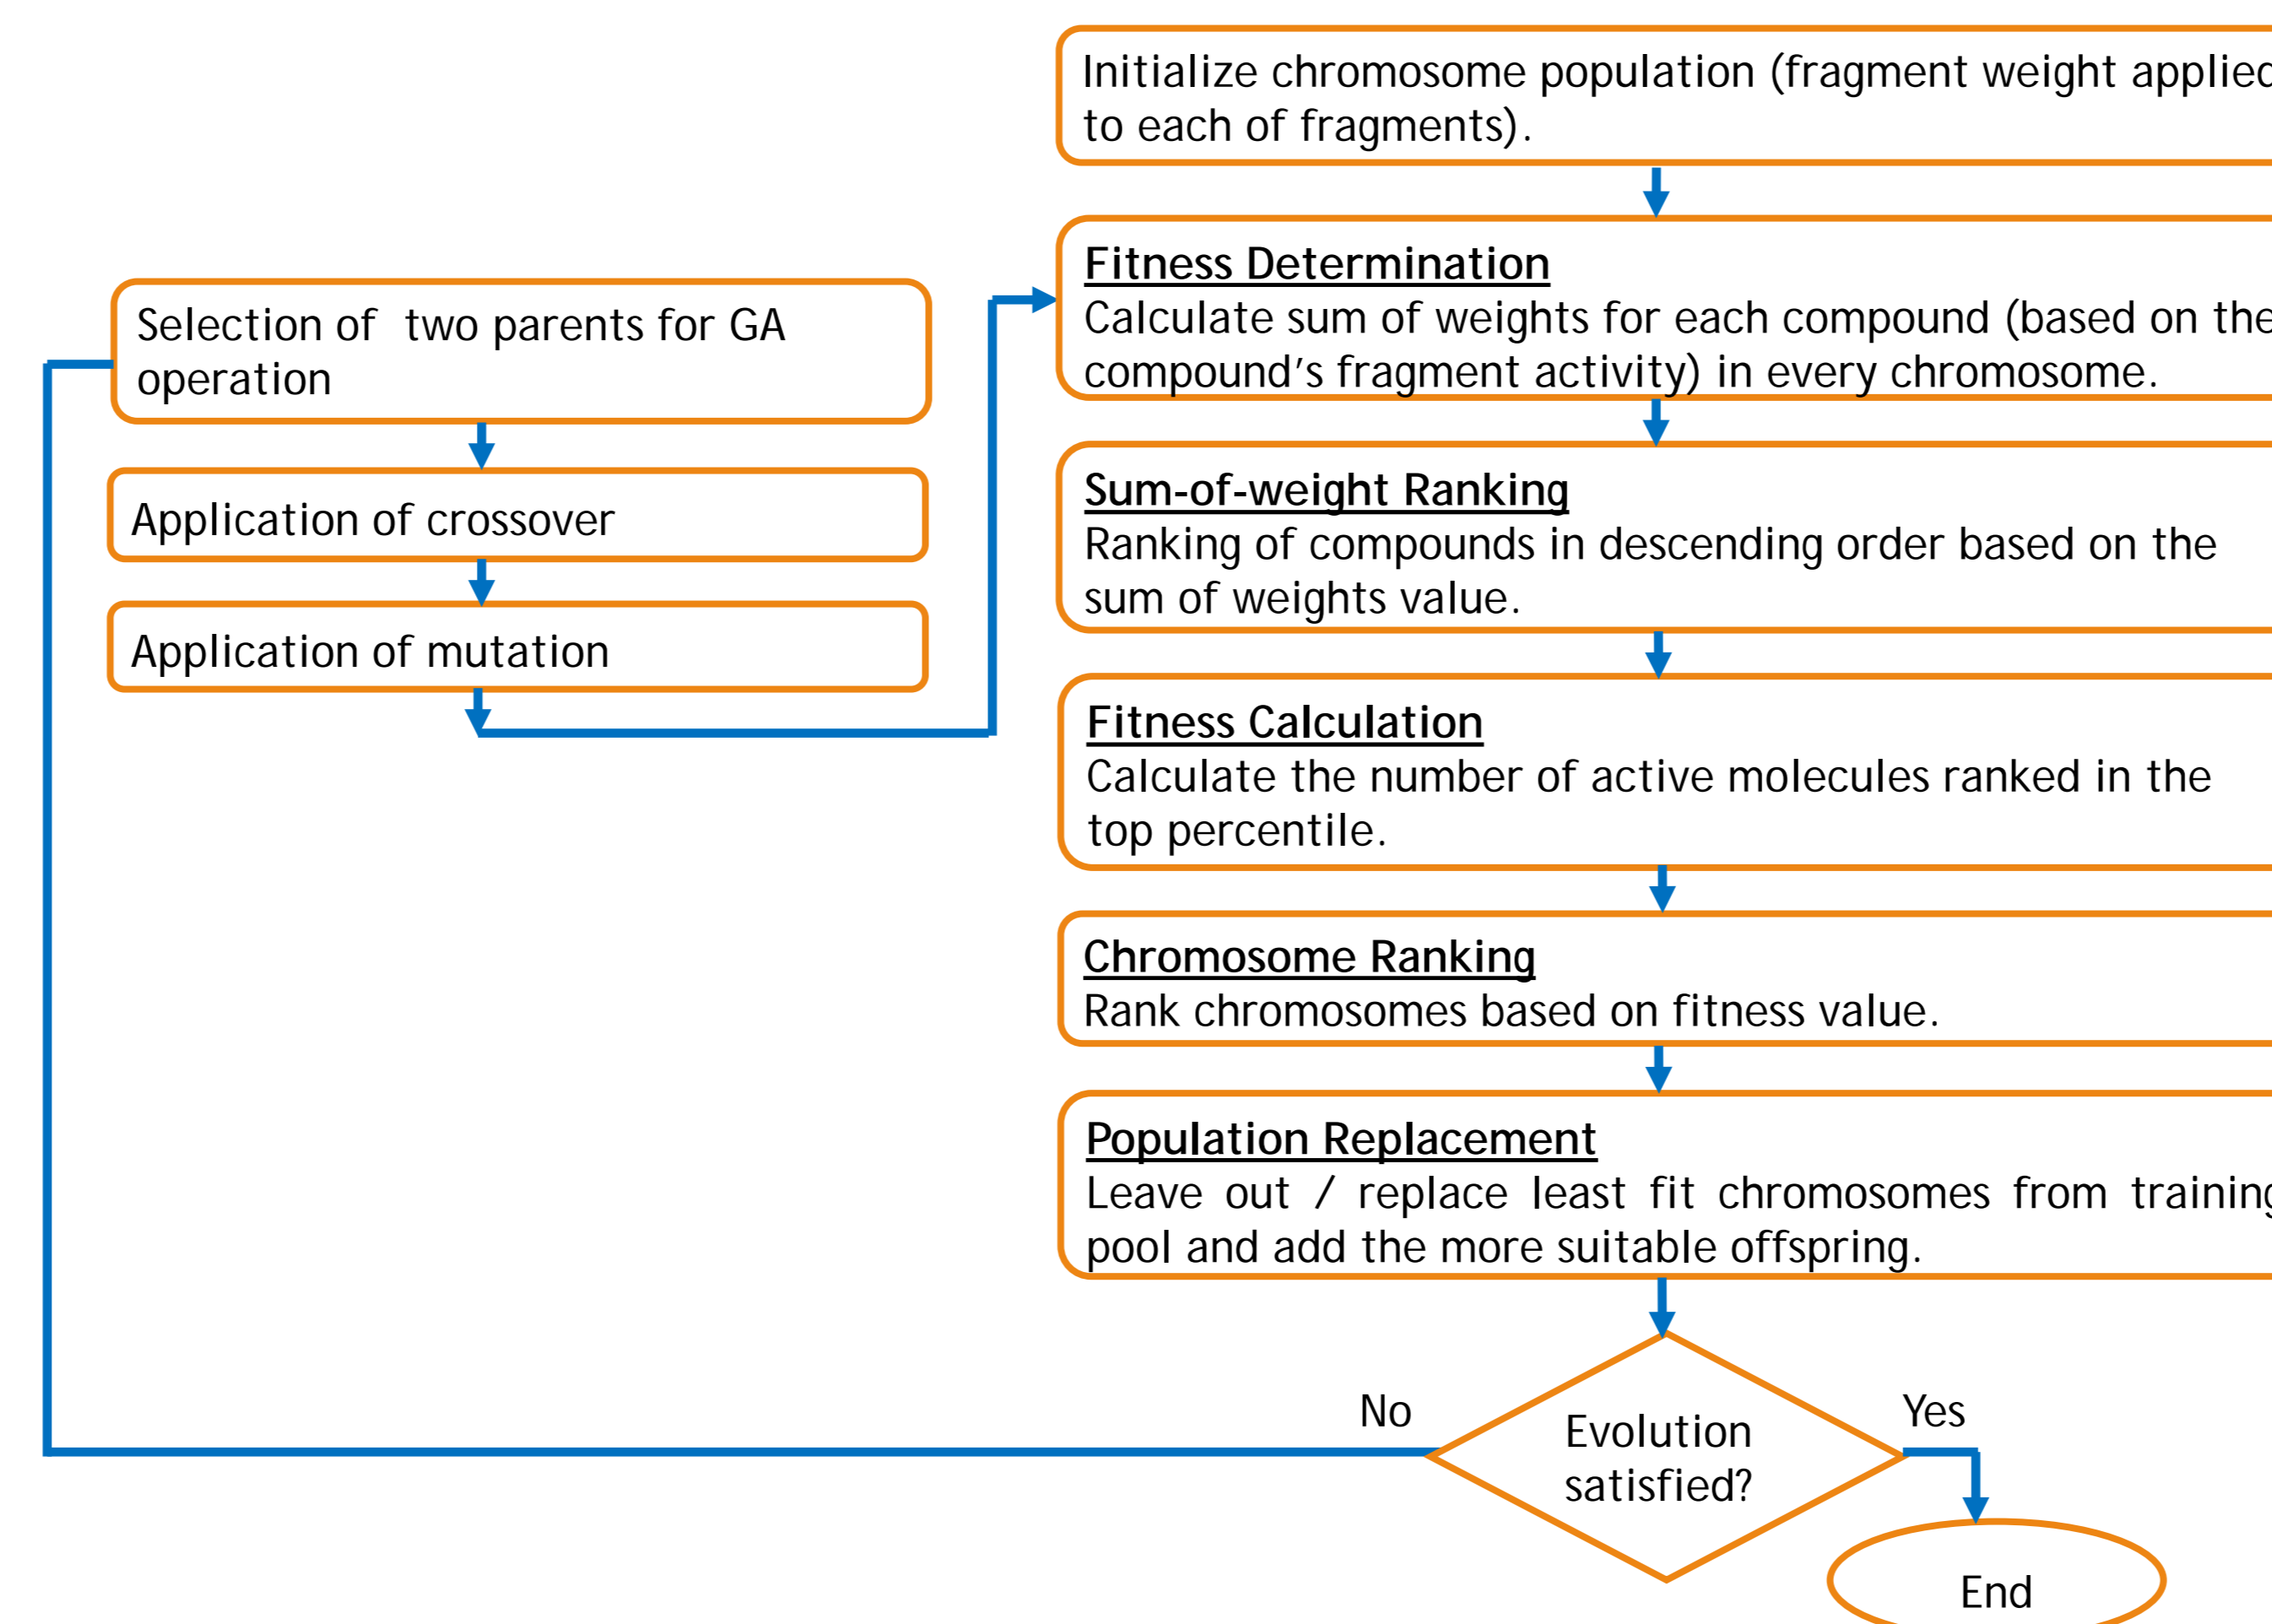 Initialize chromosome population (fragment weight applied
to each of fragments).
Fitness Determination
Calculate sum of weights for each compound (based on the
compound's fragment activity) in every chromosome.
Sum-of-weight Ranking
Ranking of compounds in descending order based on the
sum of weights value.
Fitness Calculation
Calculate the number of active molecules ranked in the
top percentile.
Chromosome Ranking
Rank chromosomes based on fitness value.
Population Replacement
Leave out / replace least fit chromosomes from training
pool and add the more suitable offspring.
Evolution
satisfied?
No
Yes
End
Selection of two parents for GA
operation
Application of crossover
Application of mutation